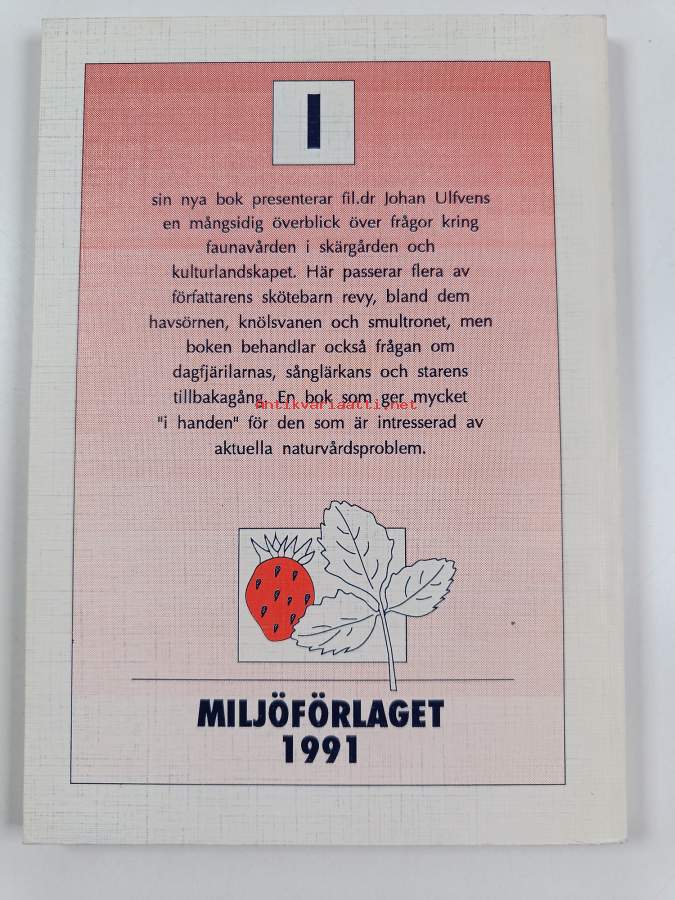 I
sin nya bok presenterar fil.dr Johan Ulfvens
en mångsidig överblick över frågor kring
faunavården i skärgården och
kulturlandskapet. Här passerar flera av
författarens skötebarn revy, bland dem
havsörnen, knölsvanen och smultronet, men
boken behandlar också frågan om
dagfjärilarnas, sånglärkans och starens
tillbakagång. En bok som ger mycket
antikvariaatti.net
"i handen" för den som är intresserad av
aktuella naturvårdsproblem.
MILJÖFÖRLAGET
1991